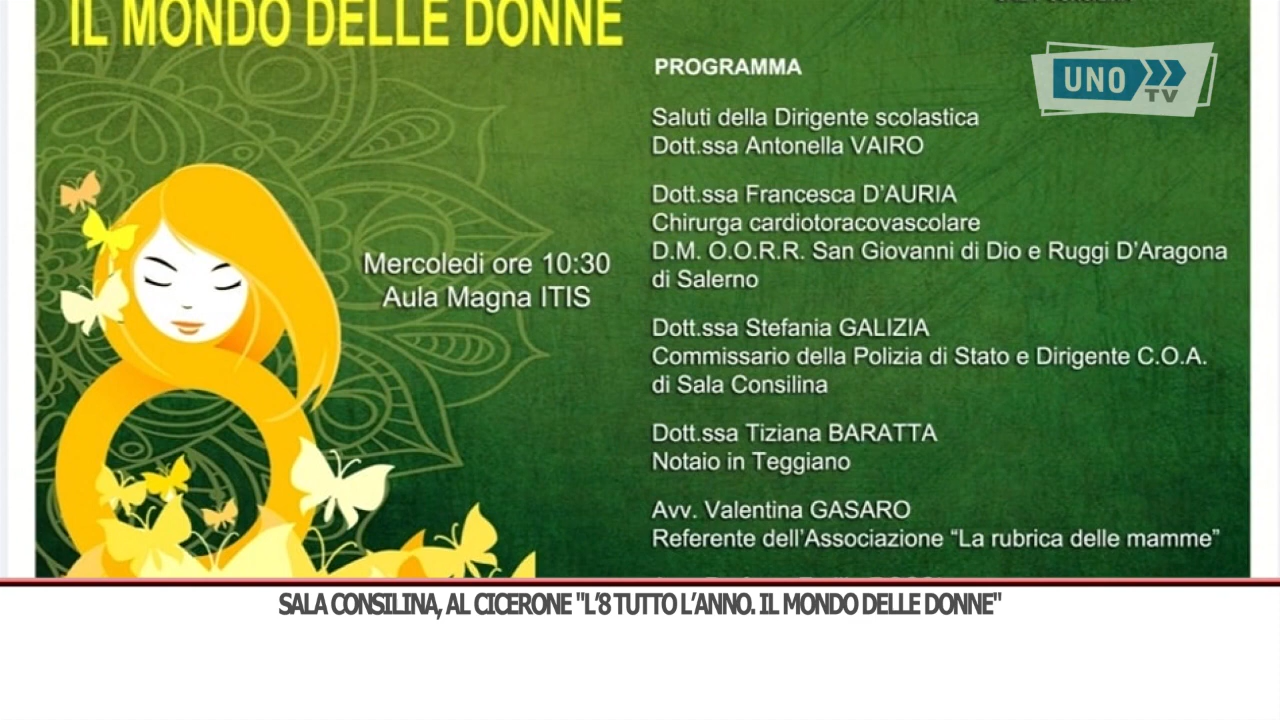 IL MONDO DELLE DONNE
PROGRAMMA
UNO
TV
Saluti della Dirigente scolastica
Dott.ssa Antonella VAIRO
Dott.ssa Francesca D'AURIA
Chirurga cardiotoracovascolare
D.M. O.O.R.R. San Giovanni di Dio e Ruggi D'Aragona
di Salerno
Mercoledi ore 10:30
Aula Magna ITIS
Dott.ssa Stefania GALIZIA
Commissario della Polizia di Stato e Dirigente C.O.A.
di Sala Consilina
Dott.ssa Tiziana BARATTA
Notaio in Teggiano
Avv. Valentina GASARO
Referente dell'Associazione “La rubrica delle mamme”
SALA CONSILINA, AL CICERONE "L'8 TUTTO L'ANNO. IL MONDO DELLE DONNE"